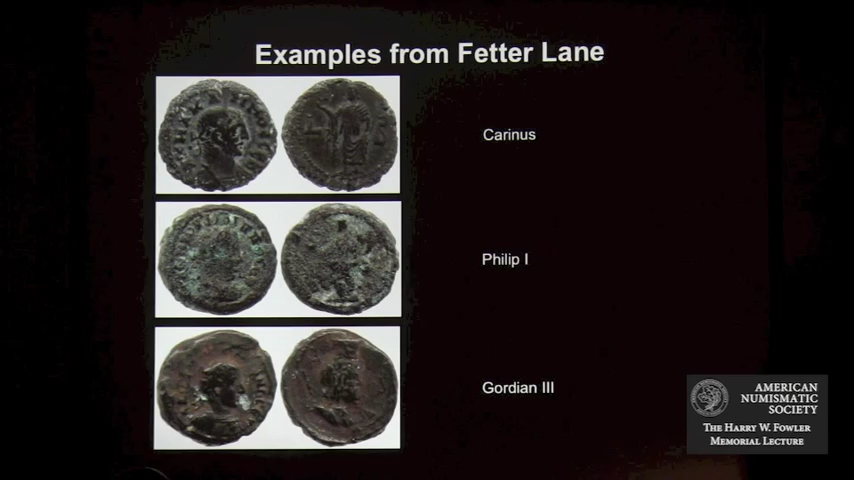 Examples from Fetter Lane
Carinus
Philip I
Gordian III
AMERICAN
NUMISMATIC
SOCIETY
THE HARRY W. FOWLER
MEMORIAL LECTURE